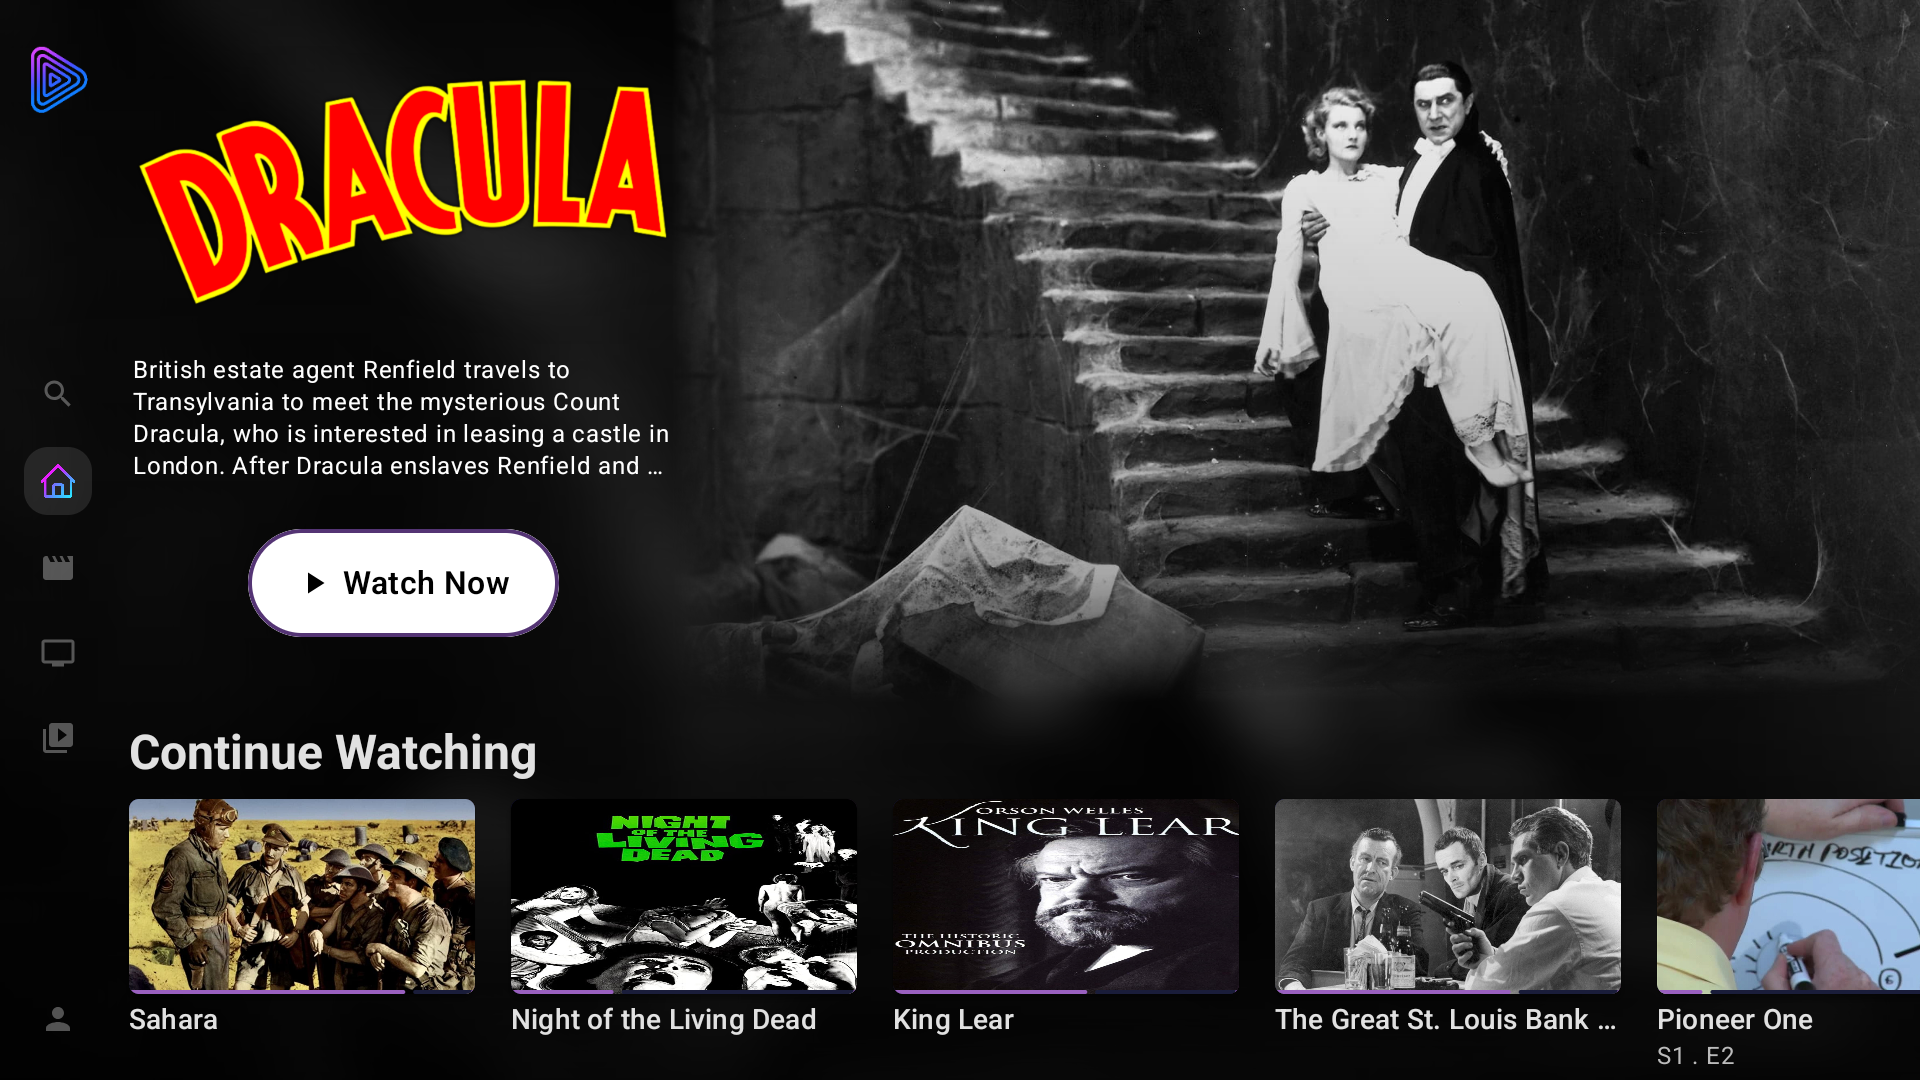 DRACULA
British estate agent Renfield travels to
Transylvania to meet the mysterious Count
Dracula, who is interested in leasing a castle in
London. After Dracula enslaves Renfield and …
Watch Now
Continue Watching
NIGHT
OF THE
LIVING
DEAD
ORSON WELLES
KING LEAR
THE HISTORIC
OMNIBUS
PRODUCTION
Sahara
Night of the Living Dead
King Lear
The Great St. Louis Bank …
Pioneer One
S1 . E2